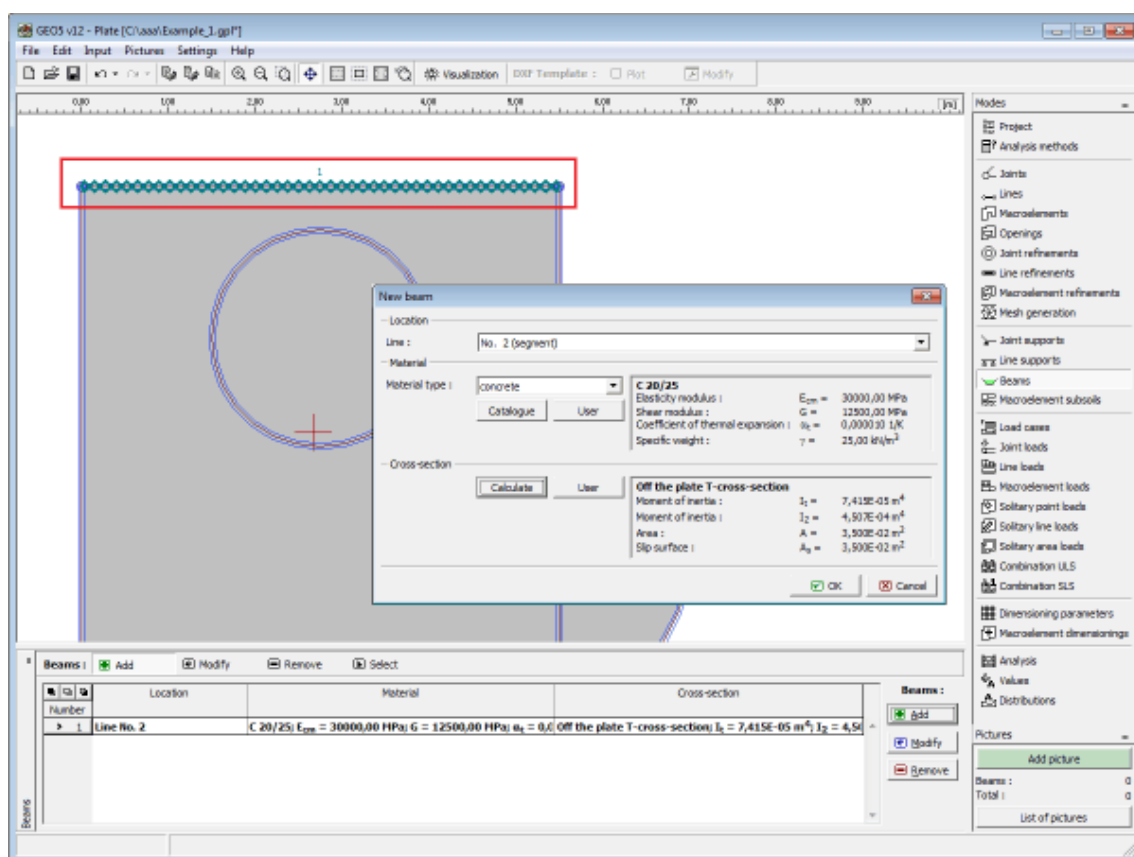 GEO5 v12 - Plate [C:\aaa\Example_1.gpl*]
File Edit Input Pictures Settings Help
Visualization DXF Template : Plot Modify
0,00 1,00 2,00 3,00 4,00 5,00 6,00 7,00 8,00 9,00 [m]
1
New beam
Location
Line : No. 2 (segment)
Material
Material type : concrete
Catalogue User
C 20/25
Elasticity modulus : Ecm = 30000,00 MPa
Shear modulus : G = 12500,00 MPa
Coefficient of thermal expansion : αt = 0,000010 1/K
Specific weight : γ = 25,00 kN/m³
Cross-section
Calculate User
Off the plate T-cross-section
Moment of inertia : It = 7,415E-05 m⁴
Moment of inertia : I2 = 4,507E-04 m⁴
Area : A = 3,500E-02 m²
Slip surface : As = 3,500E-02 m²
OK Cancel
Modes
Project
Analysis methods
Joints
Lines
Macroelements
Openings
Joint refinements
Line refinements
Macroelement refinements
Mesh generation
Joint supports
Line supports
Beams
Macroelement subsoils
Load cases
Joint loads
Line loads
Macroelement loads
Solitary point loads
Solitary line loads
Solitary area loads
Combination ULS
Combination SLS
Dimensioning parameters
Macroelement dimensionings
Analysis
Values
Distributions
Beams : Add Modify Remove Select
Number Location Material Cross-section
1 Line No. 2 C 20/25; Ecm = 30000,00 MPa; G = 12500,00 MPa; αt = 0,0 Off the plate T-cross-section; It = 7,415E-05 m⁴; I2 = 4,50
Beams :
Add
Modify
Remove
Beams
Pictures
Add picture
Beams : 0
Total : 0
List of pictures